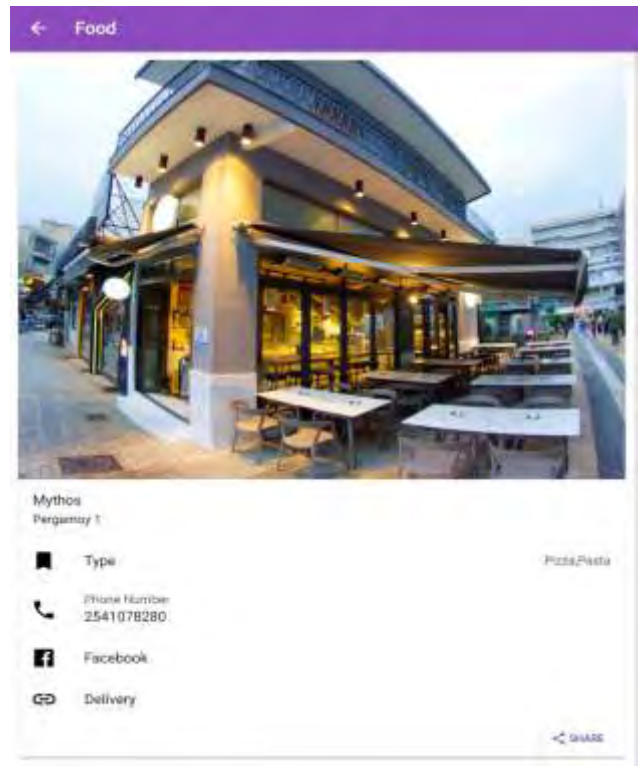 Food
Mythos
Pergamoy 1
Type
Pizza,Pasta
Phone Number
2541078280
Facebook
Delivery
SHARE